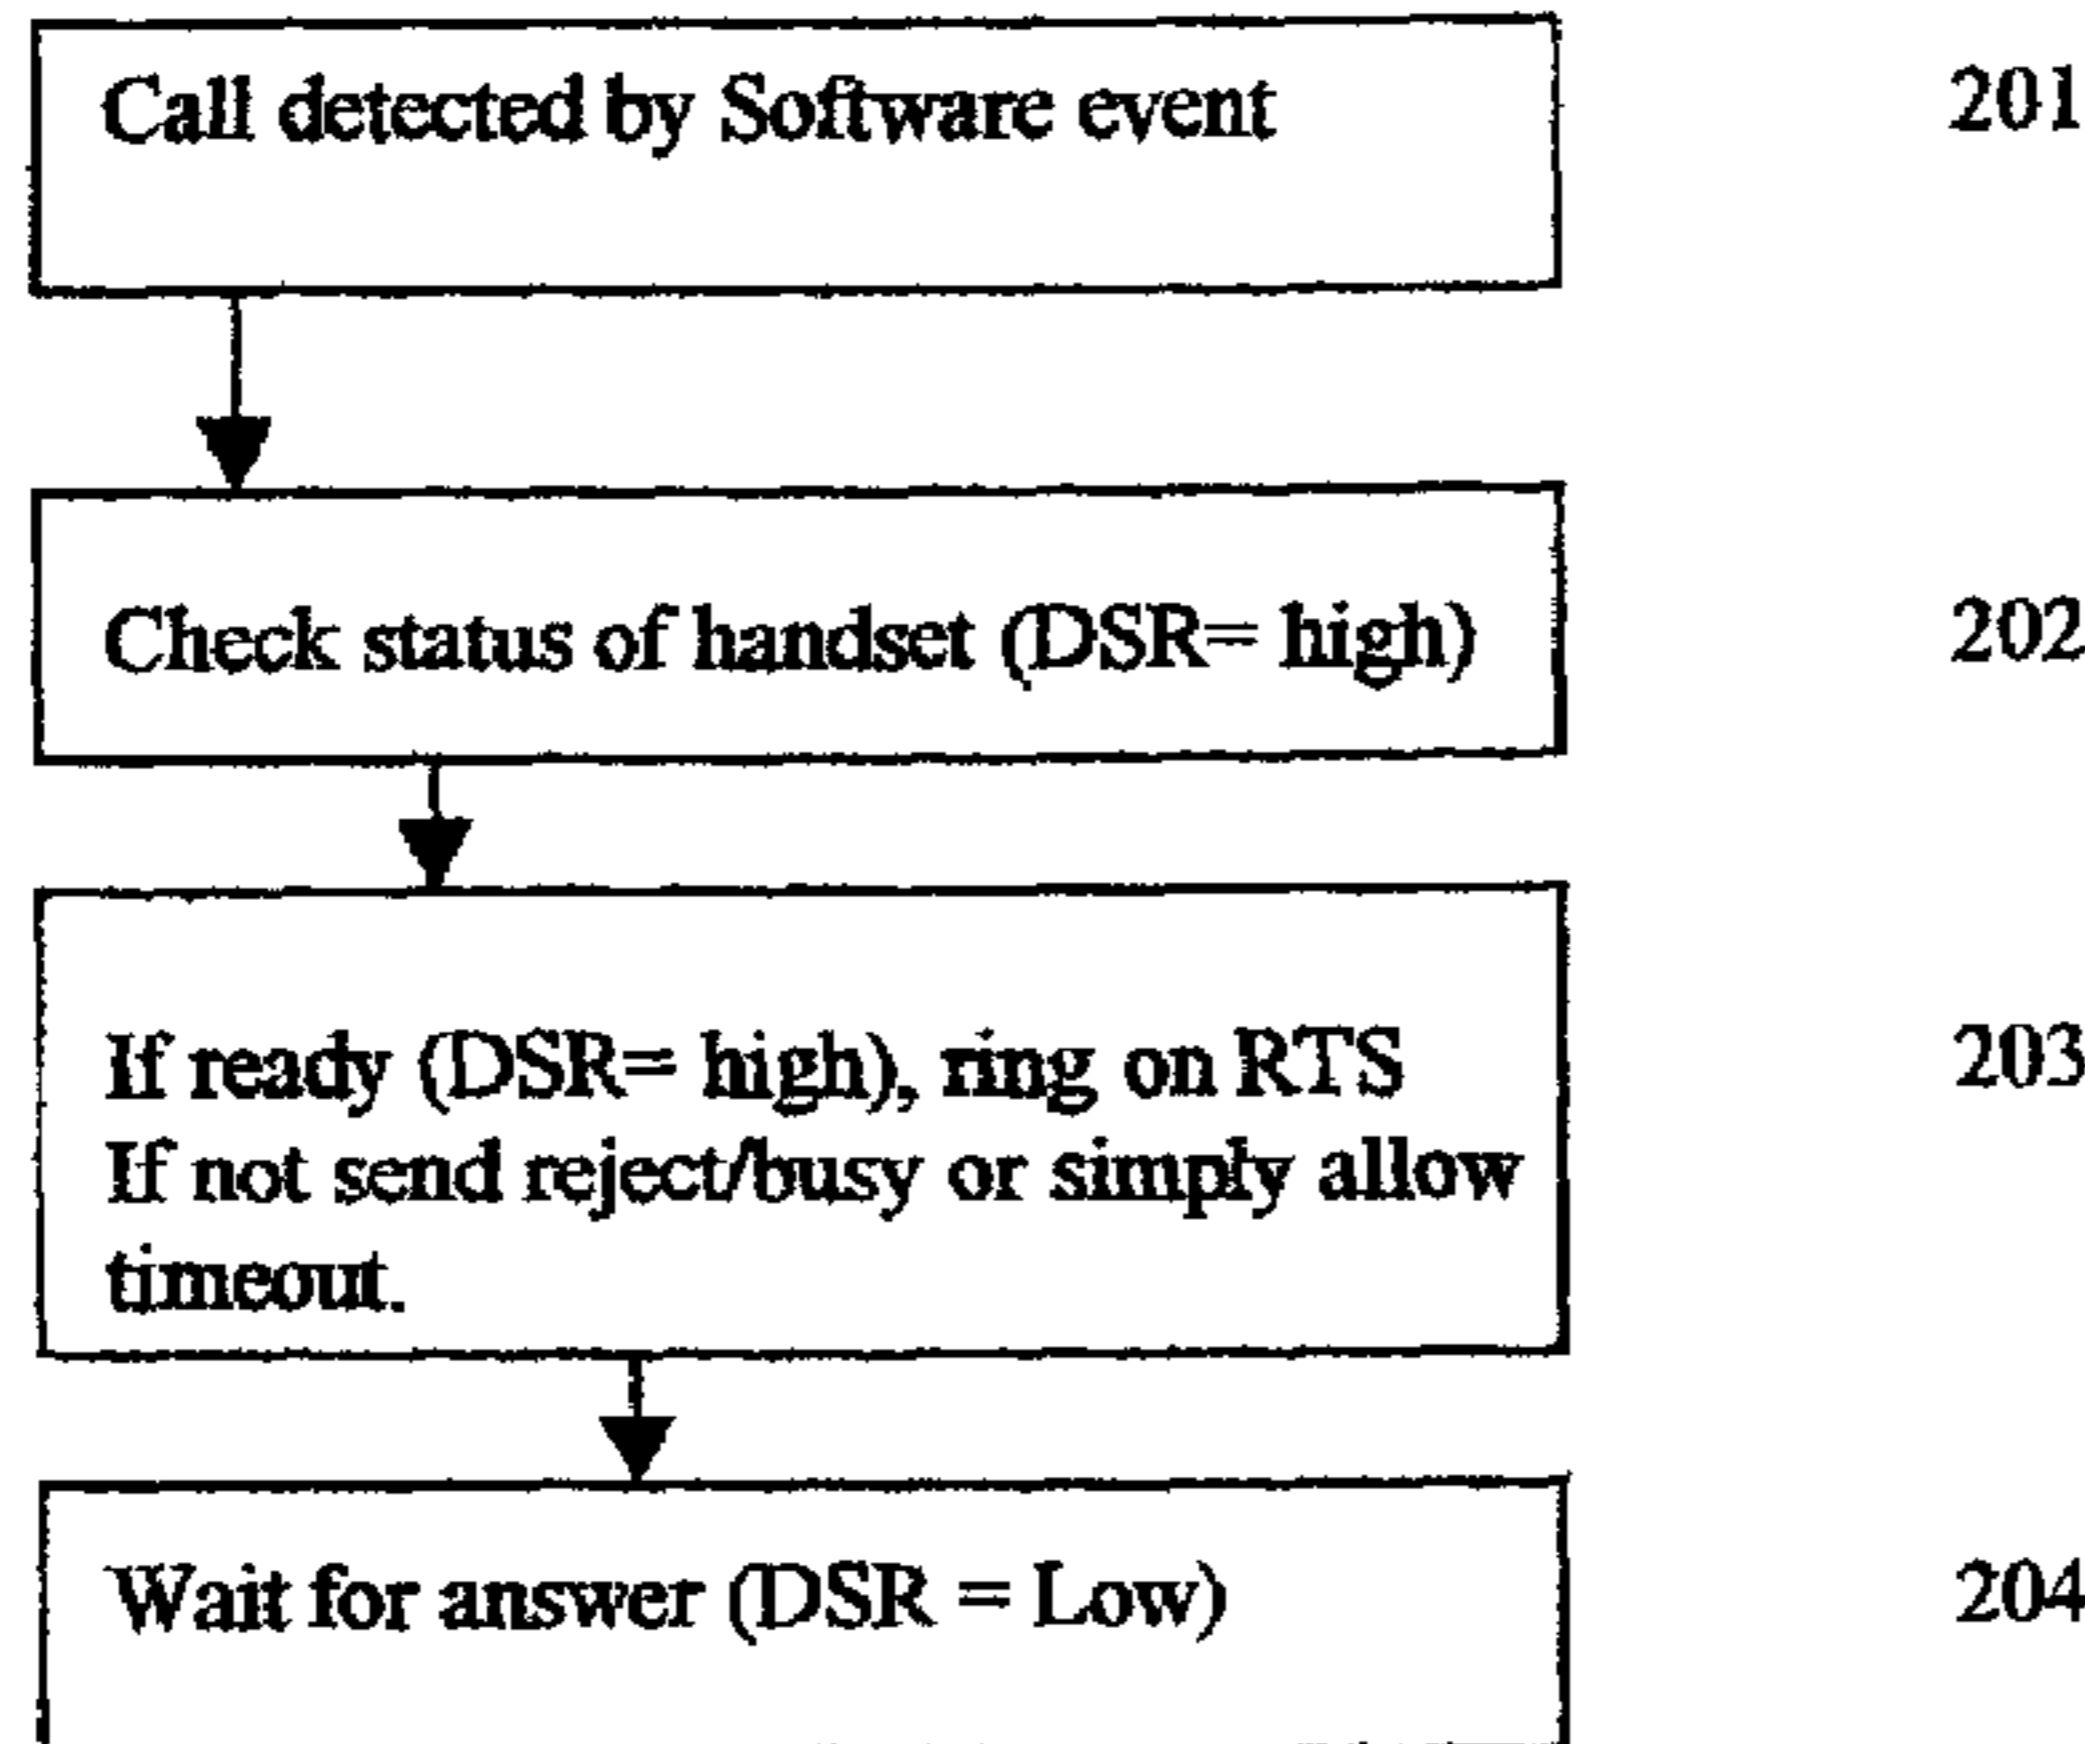 Call detected by Software event
201
Check status of handset (DSR= high)
202
If ready (DSR= high), ring on RTS
203
If not send reject/busy or simply allow
timeout.
Wait for answer (DSR = Low)
204